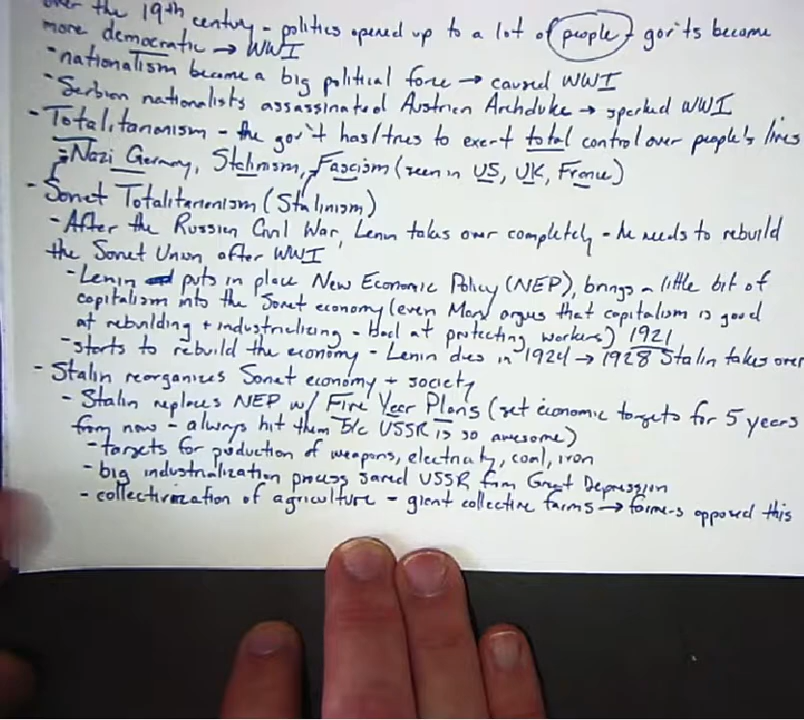 over the 19th century - politics opened up to a lot of people + gov'ts become
more democratic → WWI
- nationalism became a big political force → caused WWI
- Serbian nationalists assassinated Austrian Archduke → sparked WWI
- Totalitarianism - the gov't has/tries to exert total control over people's lives
- Nazi Germany, Stalinism, Fascism (seen in US, UK, France)
- Soviet Totalitarianism (Stalinism)
- After the Russian Civil War, Lenin takes over completely - he needs to rebuild
the Soviet Union after WWI
- Lenin puts in place New Economic Policy (NEP), brings a little bit of
capitalism into the Soviet economy (even Marx argues that capitalism is good
at rebuilding + industrializing - bad at protecting workers) 1921
- starts to rebuild the economy - Lenin dies in 1924 → 1928 Stalin takes over
- Stalin reorganizes Soviet economy + society
- Stalin replaces NEP w/ Five Year Plans (set economic targets for 5 years
from now - always hit them b/c USSR is so awesome)
- targets for production of weapons, electricity, coal, iron
- big industrialization process saved USSR from Great Depression
- collectivization of agriculture - giant collective farms → farmers opposed this